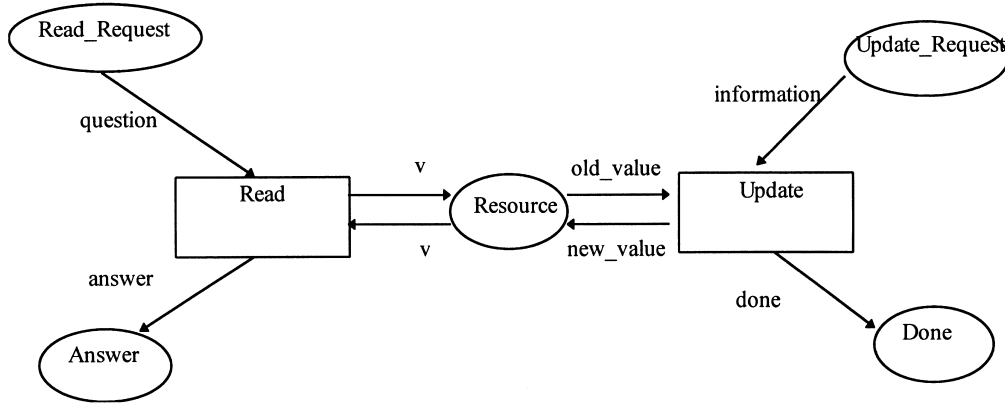 Read_Request
Update_Request
information
question
v
old_value
Read
Update
Resource
v
new_value
answer
done
Answer
Done